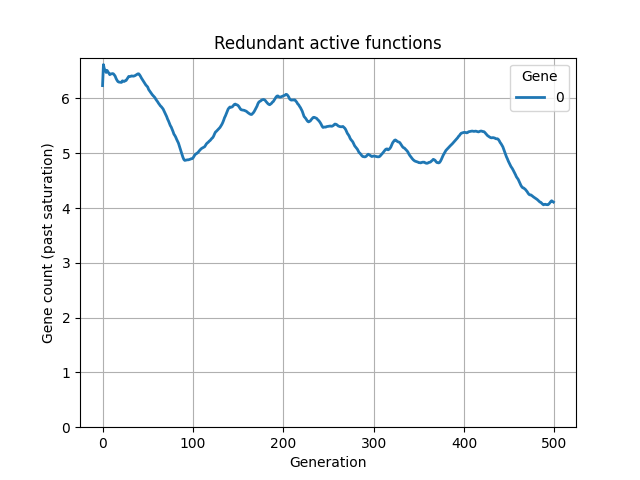 Redundant active functions
Gene
0
Gene count (past saturation)
6
5
4
3
2
1
0
0 100 200 300 400 500
Generation